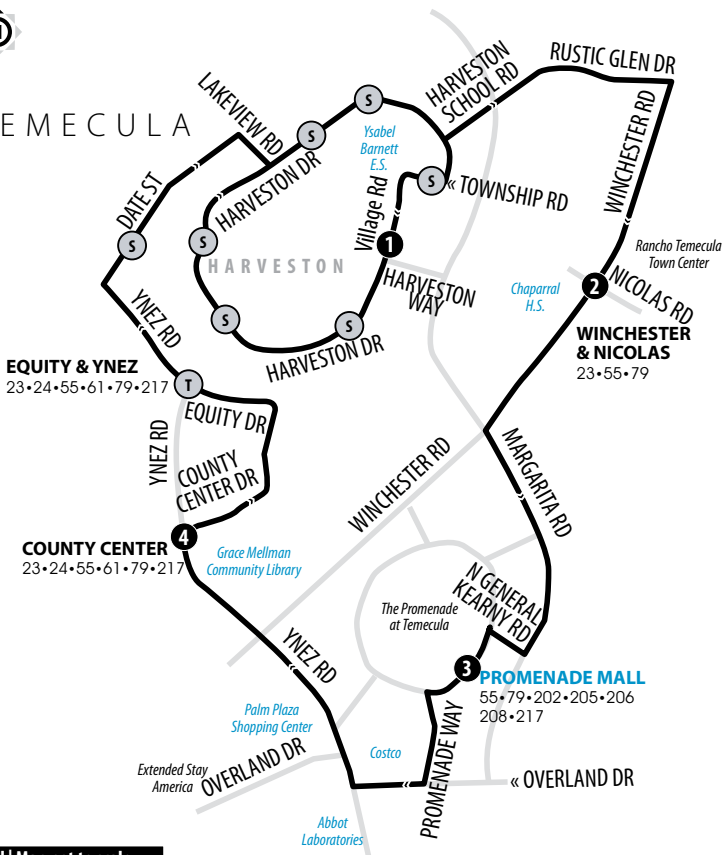 RUSTIC GLEN DR
HARVESTON
SCHOOL RD
LAKEVIEW RD
EMECULA
S
S
Ysabel
Barnett
E.S.
WINCHESTER RD
S
« TOWNSHIP RD
DATE ST
HARVESTON DR
Village Rd
S
S
1
Rancho Temecula
Town Center
HARVESTON
HARVESTON
WAY
Chaparral
H.S.
2
NICOLAS RD
YNEZ RD
S
S
HARVESTON DR
WINCHESTER
& NICOLAS
23•55•79
EQUITY & YNEZ
23•24•55•61•79•217
T
EQUITY DR
YNEZ RD
COUNTY
CENTER DR
WINCHESTER RD
MARGARITA RD
4
COUNTY CENTER
23•24•55•61•79•217
Grace Mellman
Community Library
N GENERAL
KEARNY RD
The Promenade
at Temecula
YNEZ RD
3
PROMENADE MALL
55•79•202•205•206
208•217
Palm Plaza
Shopping Center
PROMENADE WAY
Costco
Extended Stay
America
OVERLAND DR
« OVERLAND DR
Abbot
Laboratories